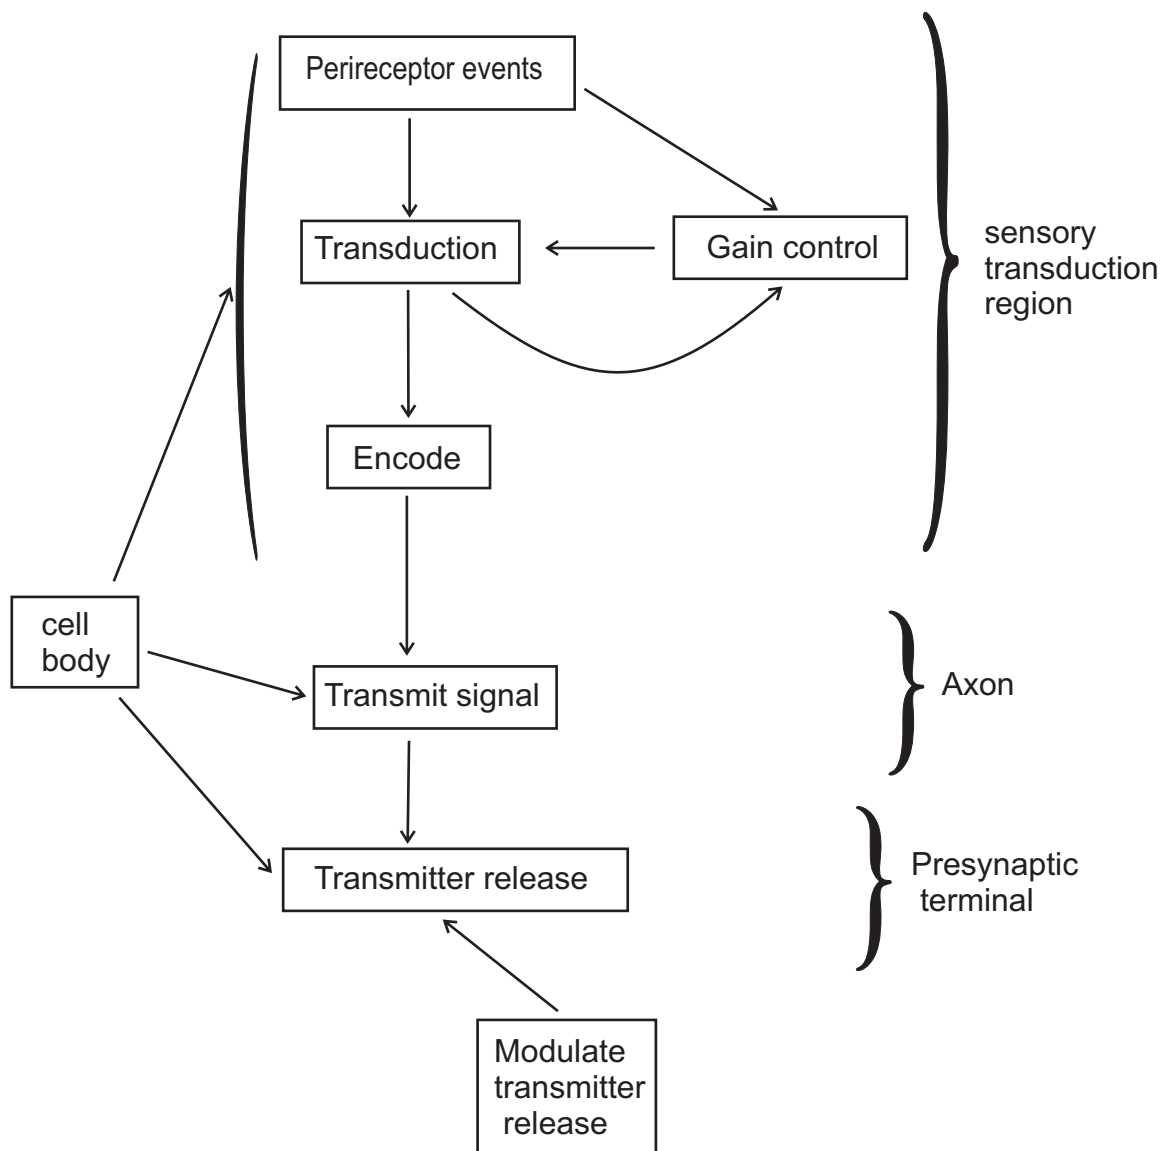 Perireceptor events
Transduction
Gain control
sensory
transduction
region
Encode
cell
body
Transmit signal
Axon
Transmitter release
Presynaptic
terminal
Modulate
transmitter
release